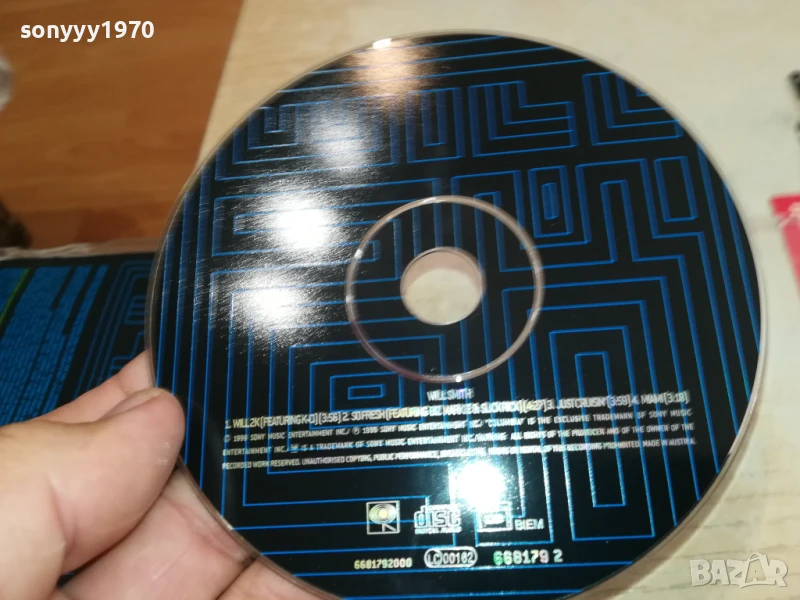 sonyyy1970
WILL SMITH
1. WILL2K (FEATURING K-CI) (3:56) 2. SO FRESH (FEATURING BIZ MARKIE & SLICK RICK) (4:27) 3. JUST CRUISIN' (3:59) 4. MIAMI (3:18)
SONY MUSIC ENTERTAINMENT INC./ ℗ SONY MUSIC ENTERTAINMENT INC./ "COLUMBIA" IS THE EXCLUSIVE TRADEMARK OF SONY MUSIC
ENTERTAINMENT INC./ IS A TRADEMARK OF SONY MUSIC ENTERTAINMENT INC./WARNING: ALL RIGHTS OF THE PRODUCER AND OF THE OWNER OF THE
RECORDED WORK RESERVED. UNAUTHORISED COPYING, PUBLIC PERFORMANCE, BROADCASTING OF THIS RECORDING PROHIBITED. MADE IN AUSTRIA.
disc
DIGITAL AUDIO
BIEM
6681792000 LC 00162 668179 2
BAZAR